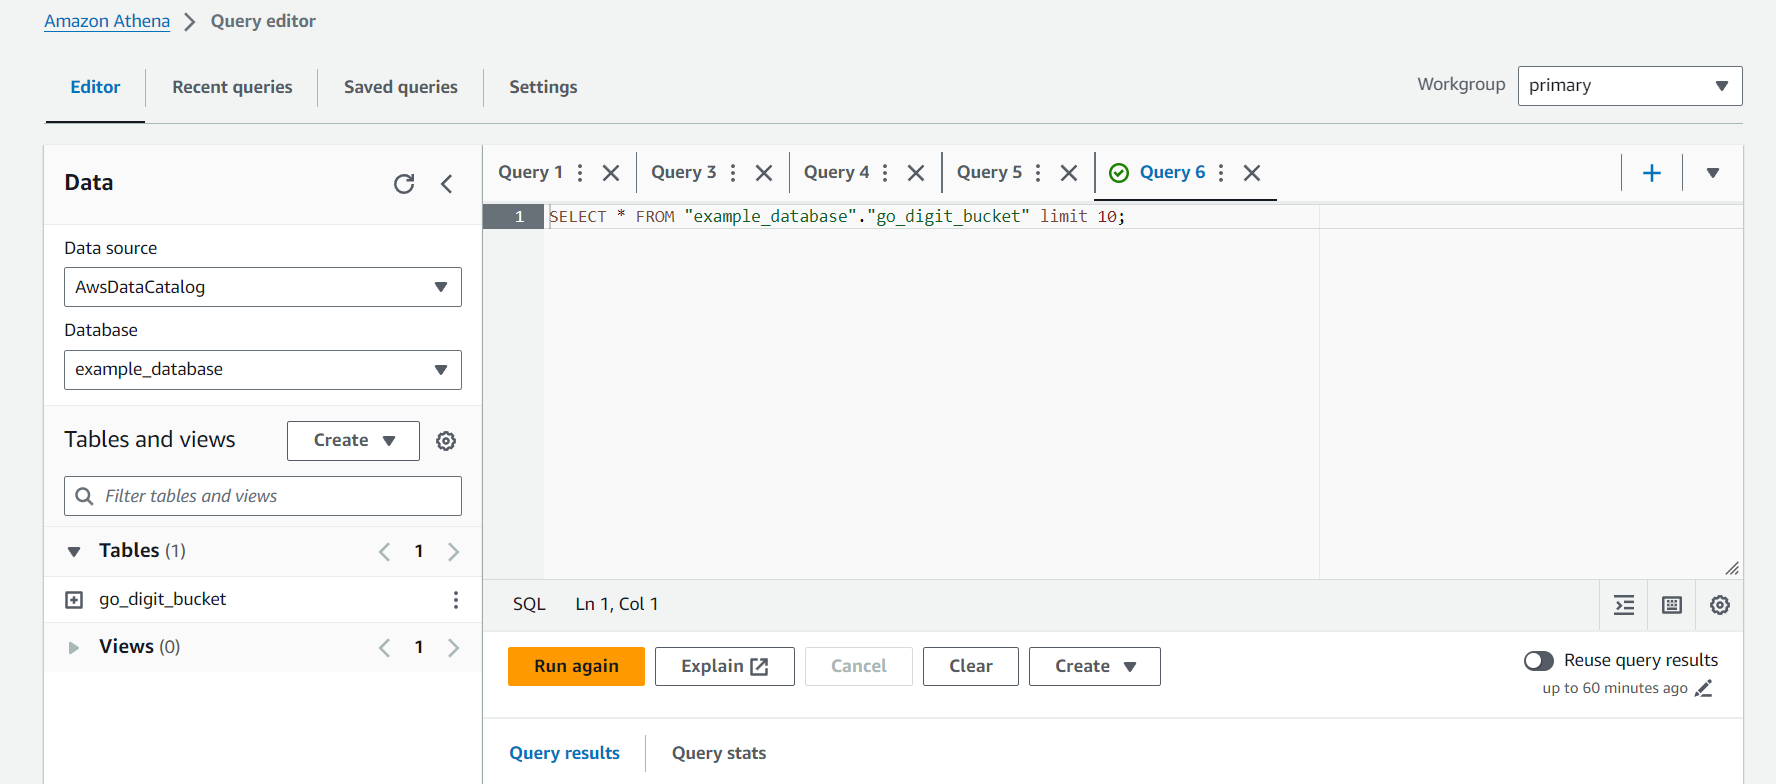 Amazon Athena > Query editor
Editor Recent queries Saved queries Settings
Workgroup primary
Data
Data source
AwsDataCatalog
Database
example_database
Tables and views Create
Filter tables and views
Tables (1) 1
go_digit_bucket
Views (0) 1
Query 1 Query 3 Query 4 Query 5 Query 6
1 SELECT * FROM "example_database"."go_digit_bucket" limit 10;
SQL Ln 1, Col 1
Run again Explain Cancel Clear Create
Reuse query results
up to 60 minutes ago
Query results Query stats